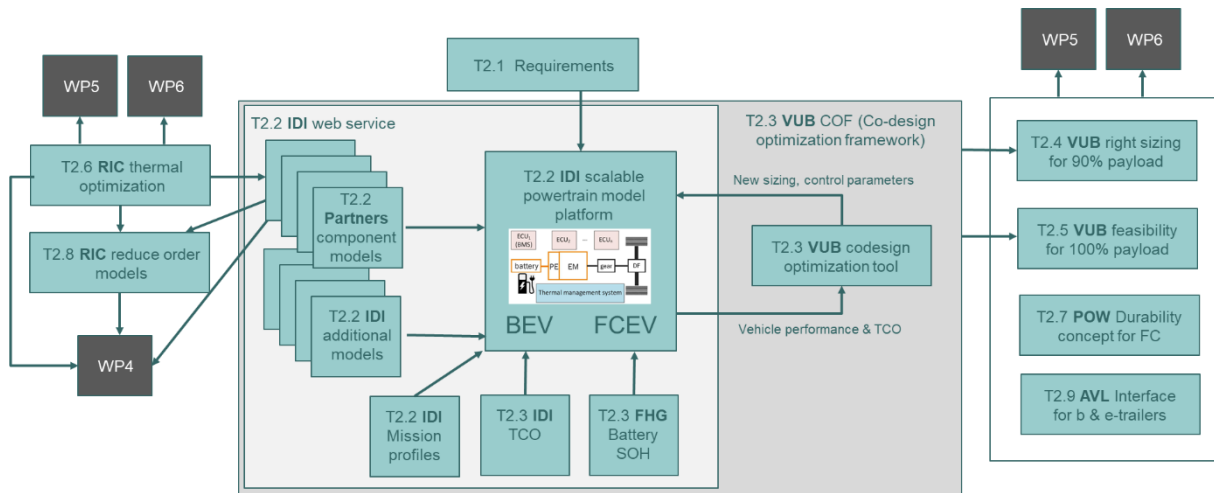 WP5
WP6
T2.6 RIC thermal
optimization
T2.8 RIC reduce order
models
WP4
T2.1 Requirements
T2.2 IDI web service
T2.2
Partners
component
models
T2.2 IDI
additional
models
T2.2 IDI
Mission
profiles
T2.3 IDI
TCO
T2.3 FHG
Battery
SOH
T2.2 IDI scalable
powertrain model
platform
ECU1
(BMS)
ECU2
...
ECUn
battery
PE
EM
gear
DF
Thermal management system
BEV
FCEV
T2.3 VUB COF (Co-design
optimization framework)
New sizing, control parameters
T2.3 VUB codesign
optimization tool
Vehicle performance & TCO
WP5
WP6
T2.4 VUB right sizing
for 90% payload
T2.5 VUB feasibility
for 100% payload
T2.7 POW Durability
concept for FC
T2.9 AVL Interface
for b & e-trailers